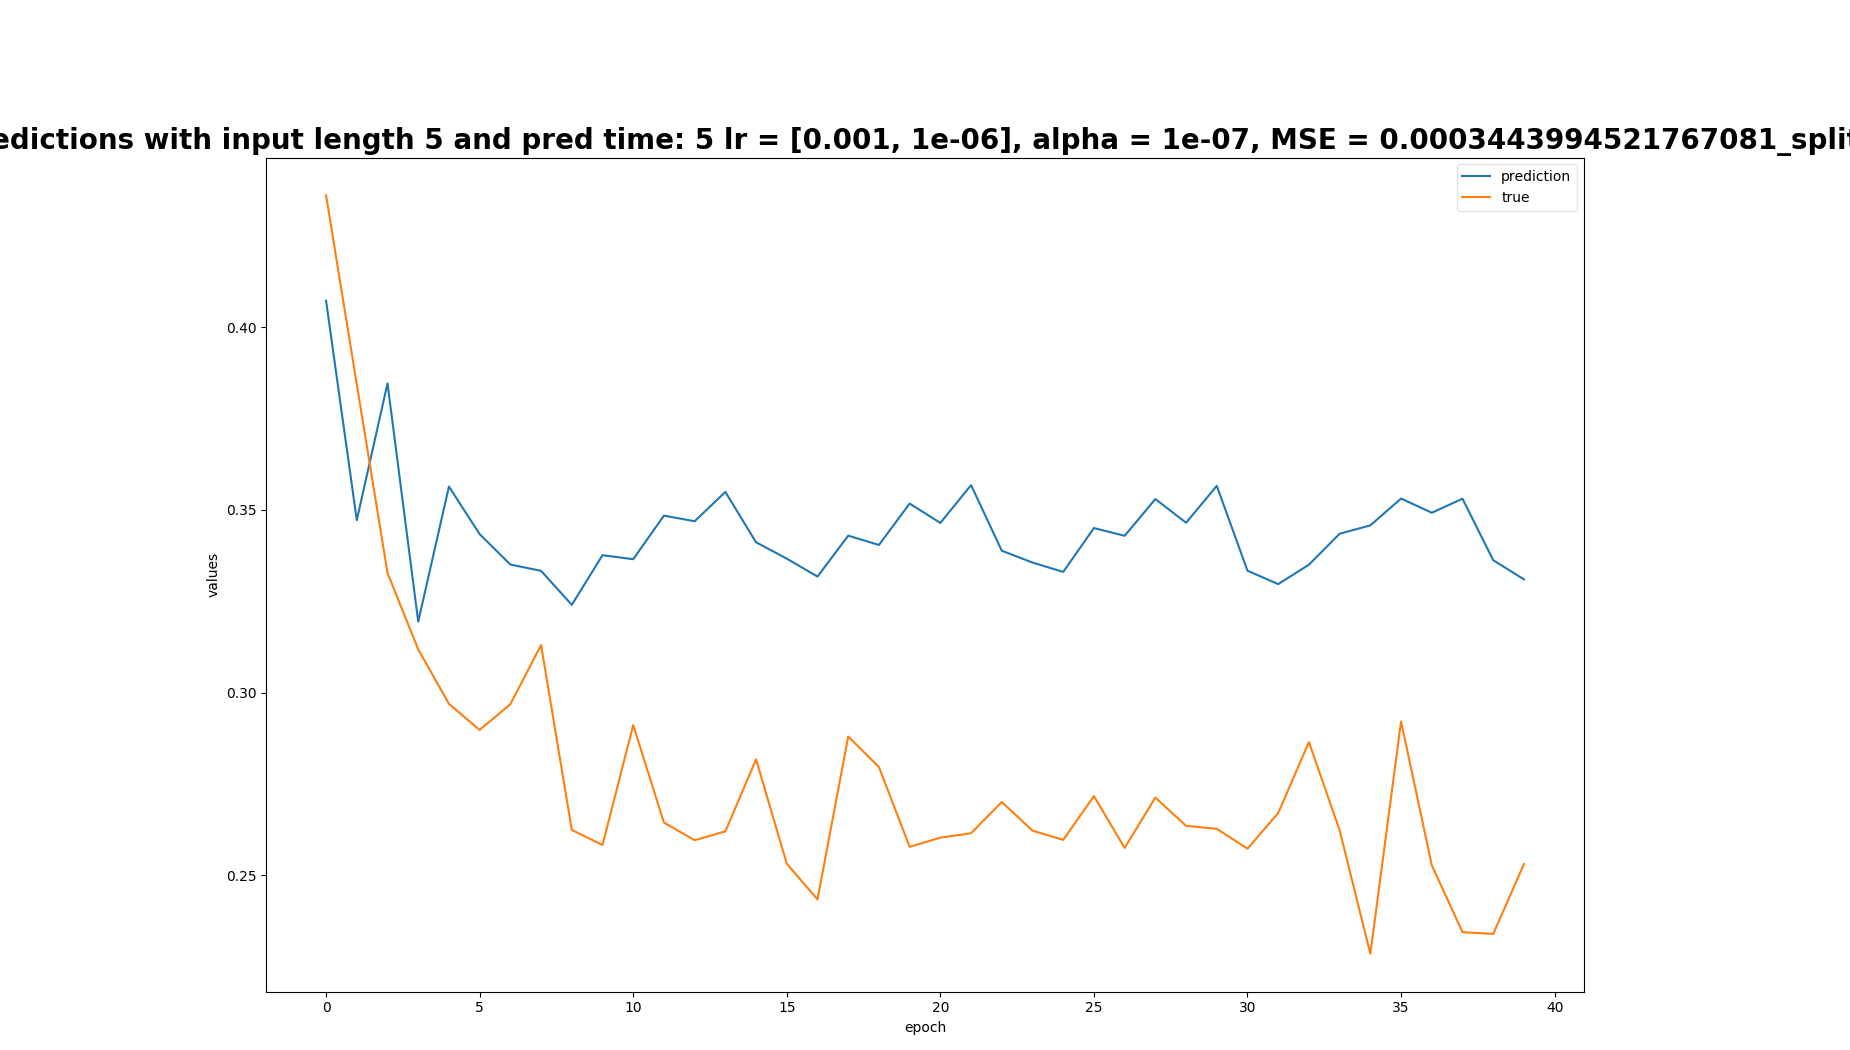 edictions with input length 5 and pred time: 5 lr = [0.001, 1e-06], alpha = 1e-07, MSE = 0.0003443994521767081_split
prediction
true
0.40
0.35
0.30
0.25
values
0 5 10 15 20 25 30 35 40
epoch